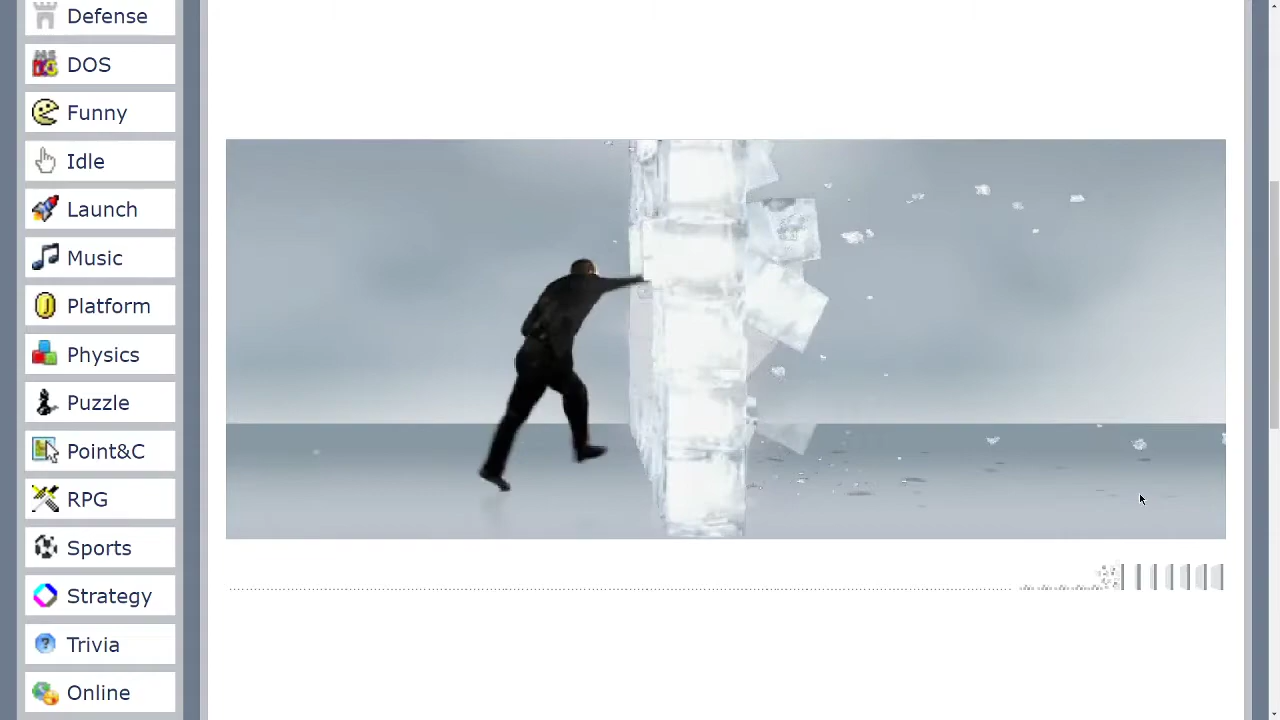 Defense
DOS
Funny
Idle
Launch
Music
Platform
Physics
Puzzle
Point&C
RPG
Sports
Strategy
Trivia
Online